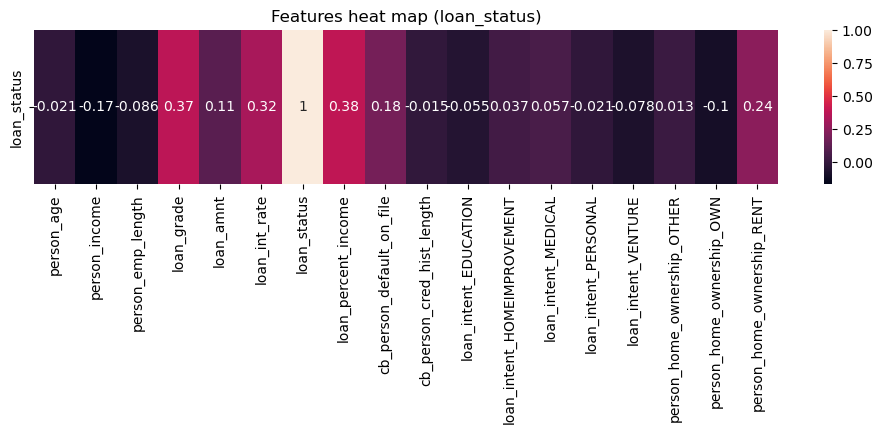 Features heat map (loan_status)
loan_status
-0.021 -0.17 -0.086 0.37 0.11 0.32 1 0.38 0.18 -0.015 -0.055 0.037 0.057 -0.021 -0.078 0.013 -0.1 0.24
person_age
person_income
person_emp_length
loan_grade
loan_amnt
loan_int_rate
loan_status
loan_percent_income
cb_person_default_on_file
cb_person_cred_hist_length
loan_intent_EDUCATION
loan_intent_HOMEIMPROVEMENT
loan_intent_MEDICAL
loan_intent_PERSONAL
loan_intent_VENTURE
person_home_ownership_OTHER
person_home_ownership_OWN
person_home_ownership_RENT
1.00
0.75
0.50
0.25
0.00